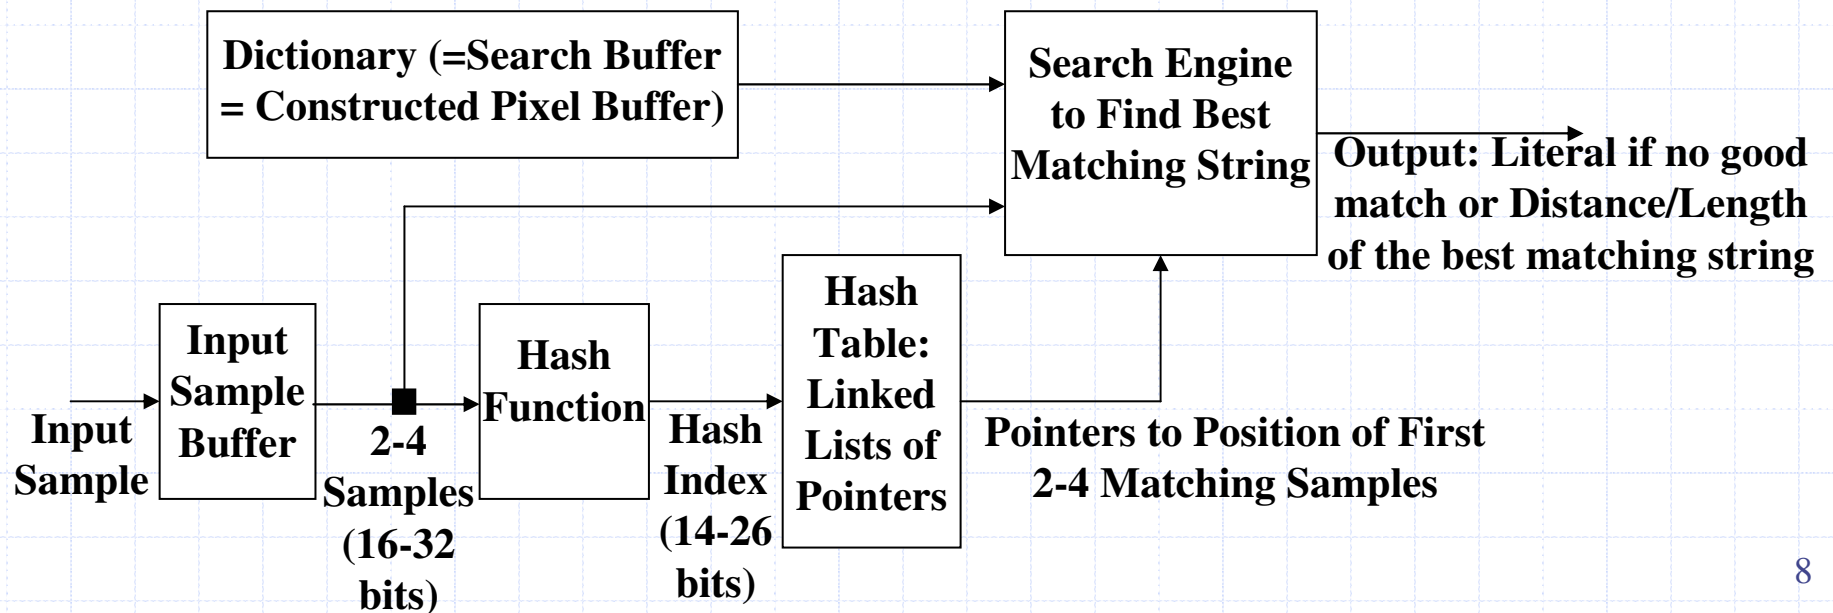 Dictionary (=Search Buffer
= Constructed Pixel Buffer)
Search Engine
to Find Best
Matching String
Output: Literal if no good
match or Distance/Length
of the best matching string
Input
Sample
Input
Sample
Buffer
2-4
Samples
(16-32
bits)
Hash
Function
Hash
Index
(14-26
bits)
Hash
Table:
Linked
Lists of
Pointers
Pointers to Position of First
2-4 Matching Samples
8